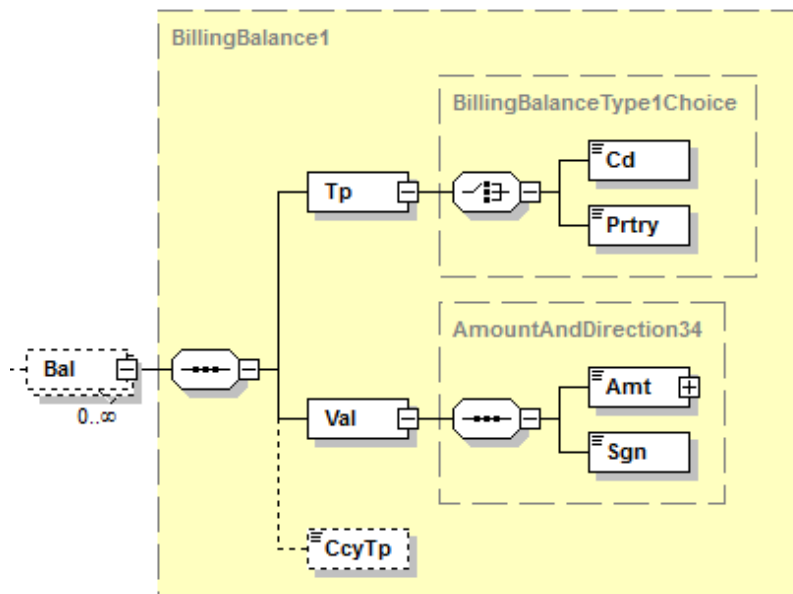 BillingBalance1
BillingBalanceType1Choice
Cd
Tp
Prtry
AmountAndDirection34
Bal
0..∞
Amt
Val
Sgn
CcyTp